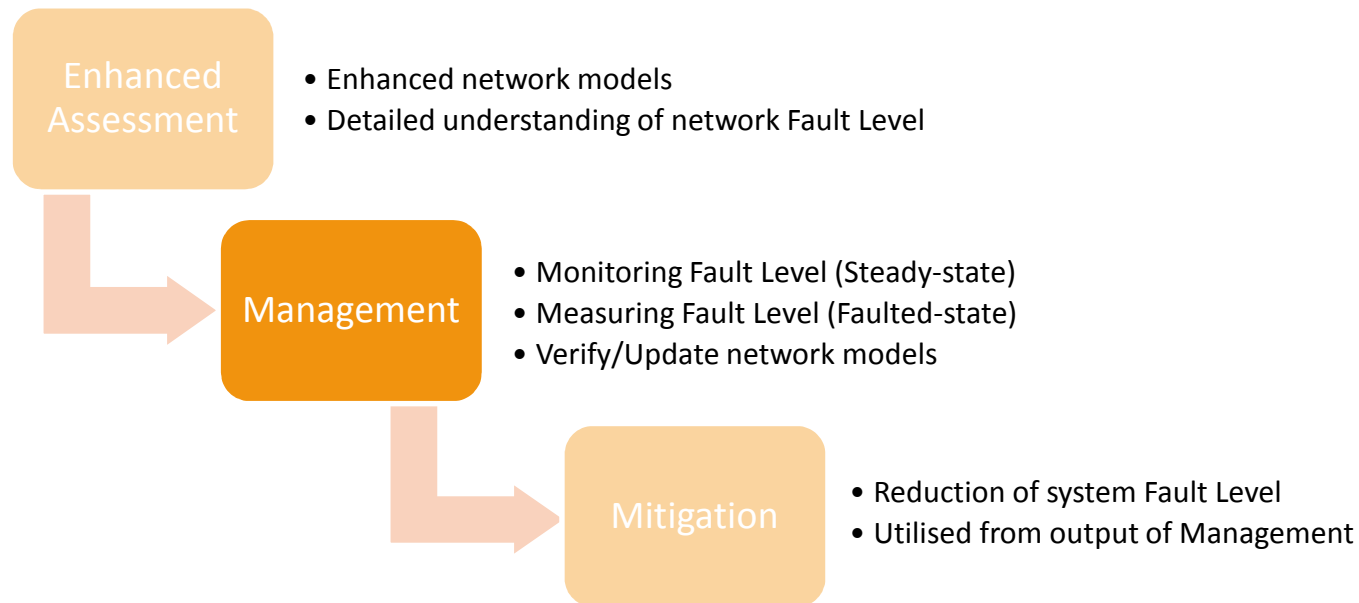 Enhanced
Assessment
• Enhanced network models
• Detailed understanding of network Fault Level
Management
• Monitoring Fault Level (Steady-state)
• Measuring Fault Level (Faulted-state)
• Verify/Update network models
Mitigation
• Reduction of system Fault Level
• Utilised from output of Management